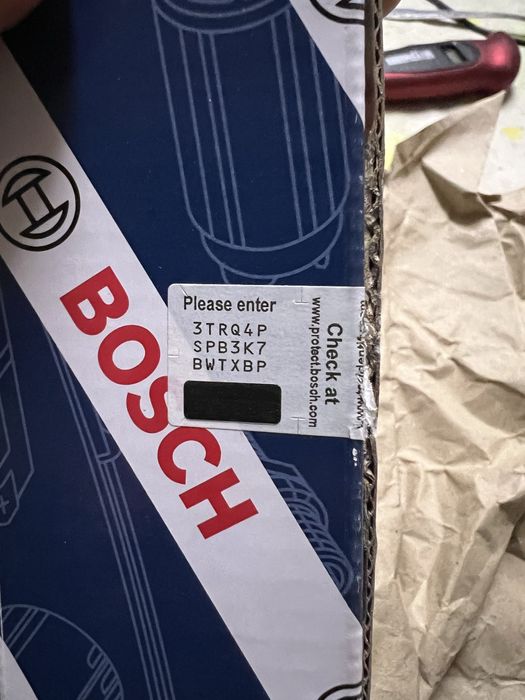 BOSCH
Please enter
3TRQ4P
SPB3K7
BWTXBP
Check at
www.protect.bosch.com